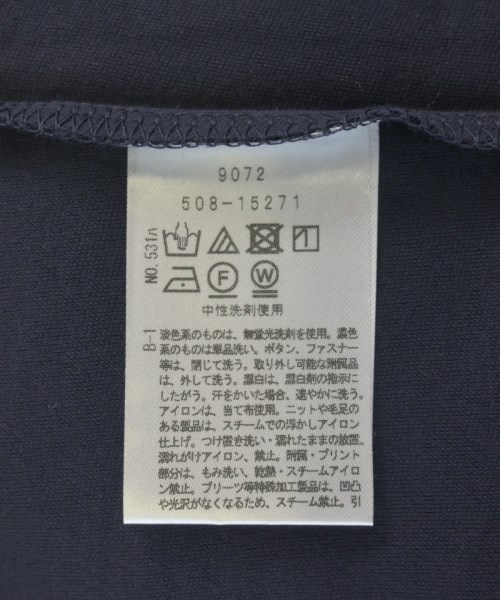 9072
508-15271
NO.531ハ
F
W
中性洗剤使用
B-1
淡色系のものは、無蛍光洗剤を使用。濃色
系のものは単品洗い。ボタン、ファスナー
等は、閉じて洗う。取り外し可能な附属品
は、外して洗う。漂白は、漂白剤の指示に
したがう。汗をかいた場合、速やかに洗う。
アイロンは、当て布使用。ニットや毛足の
ある製品は、スチームでの浮かしアイロン
仕上げ。つけ置き洗い・濡れたままの放置、
濡れがけアイロン、禁止。附属・プリント
部分は、もみ洗い、乾熱・スチームアイロ
ン禁止。プリーツ等特殊加工製品は、凹凸
や光沢がなくなるため、スチーム禁止。引